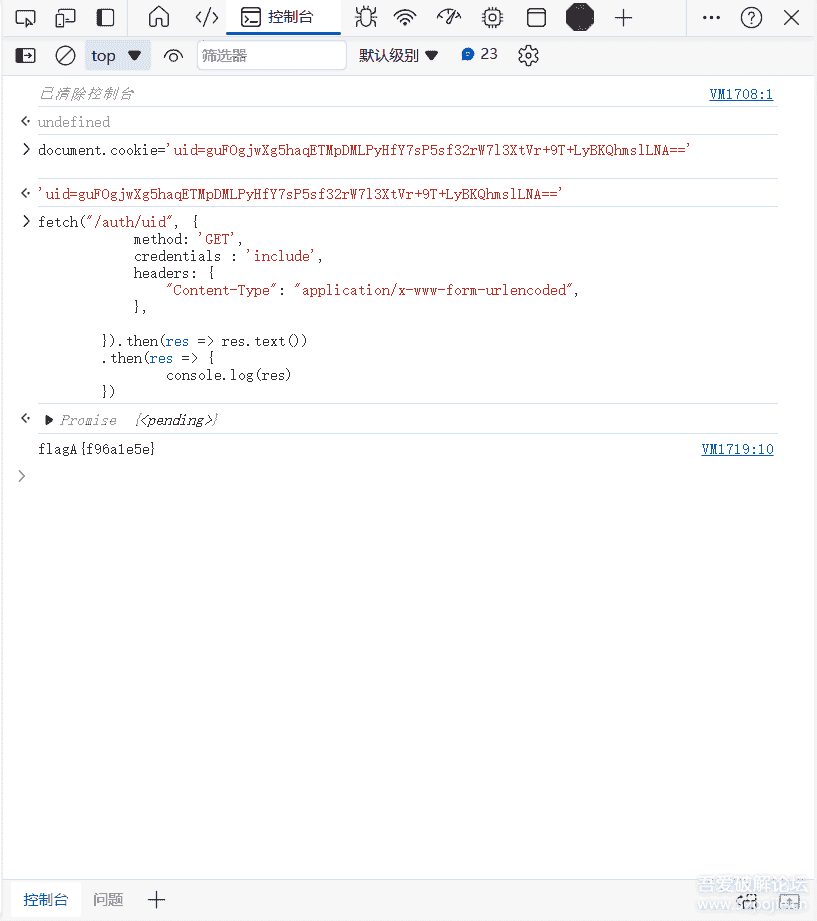 控制台
top
筛选器
默认级别
23
已清除控制台
VM1708:1
undefined
document.cookie='uid=guFOgjwXg5haqETMpDMLPyHfY7sP5sf32rW7l3XtVr+9T+LyBKQhmslLNA=='
'uid=guFOgjwXg5haqETMpDMLPyHfY7sP5sf32rW7l3XtVr+9T+LyBKQhmslLNA=='
fetch("/auth/uid", {
method: 'GET',
credentials : 'include',
headers: {
"Content-Type": "application/x-www-form-urlencoded",
},
}).then(res => res.text())
.then(res => {
console.log(res)
})
Promise {<pending>}
flagA{f96a1e5e}
VM1719:10
控制台
问题
吾爱破解论坛
www.52pojie.cn